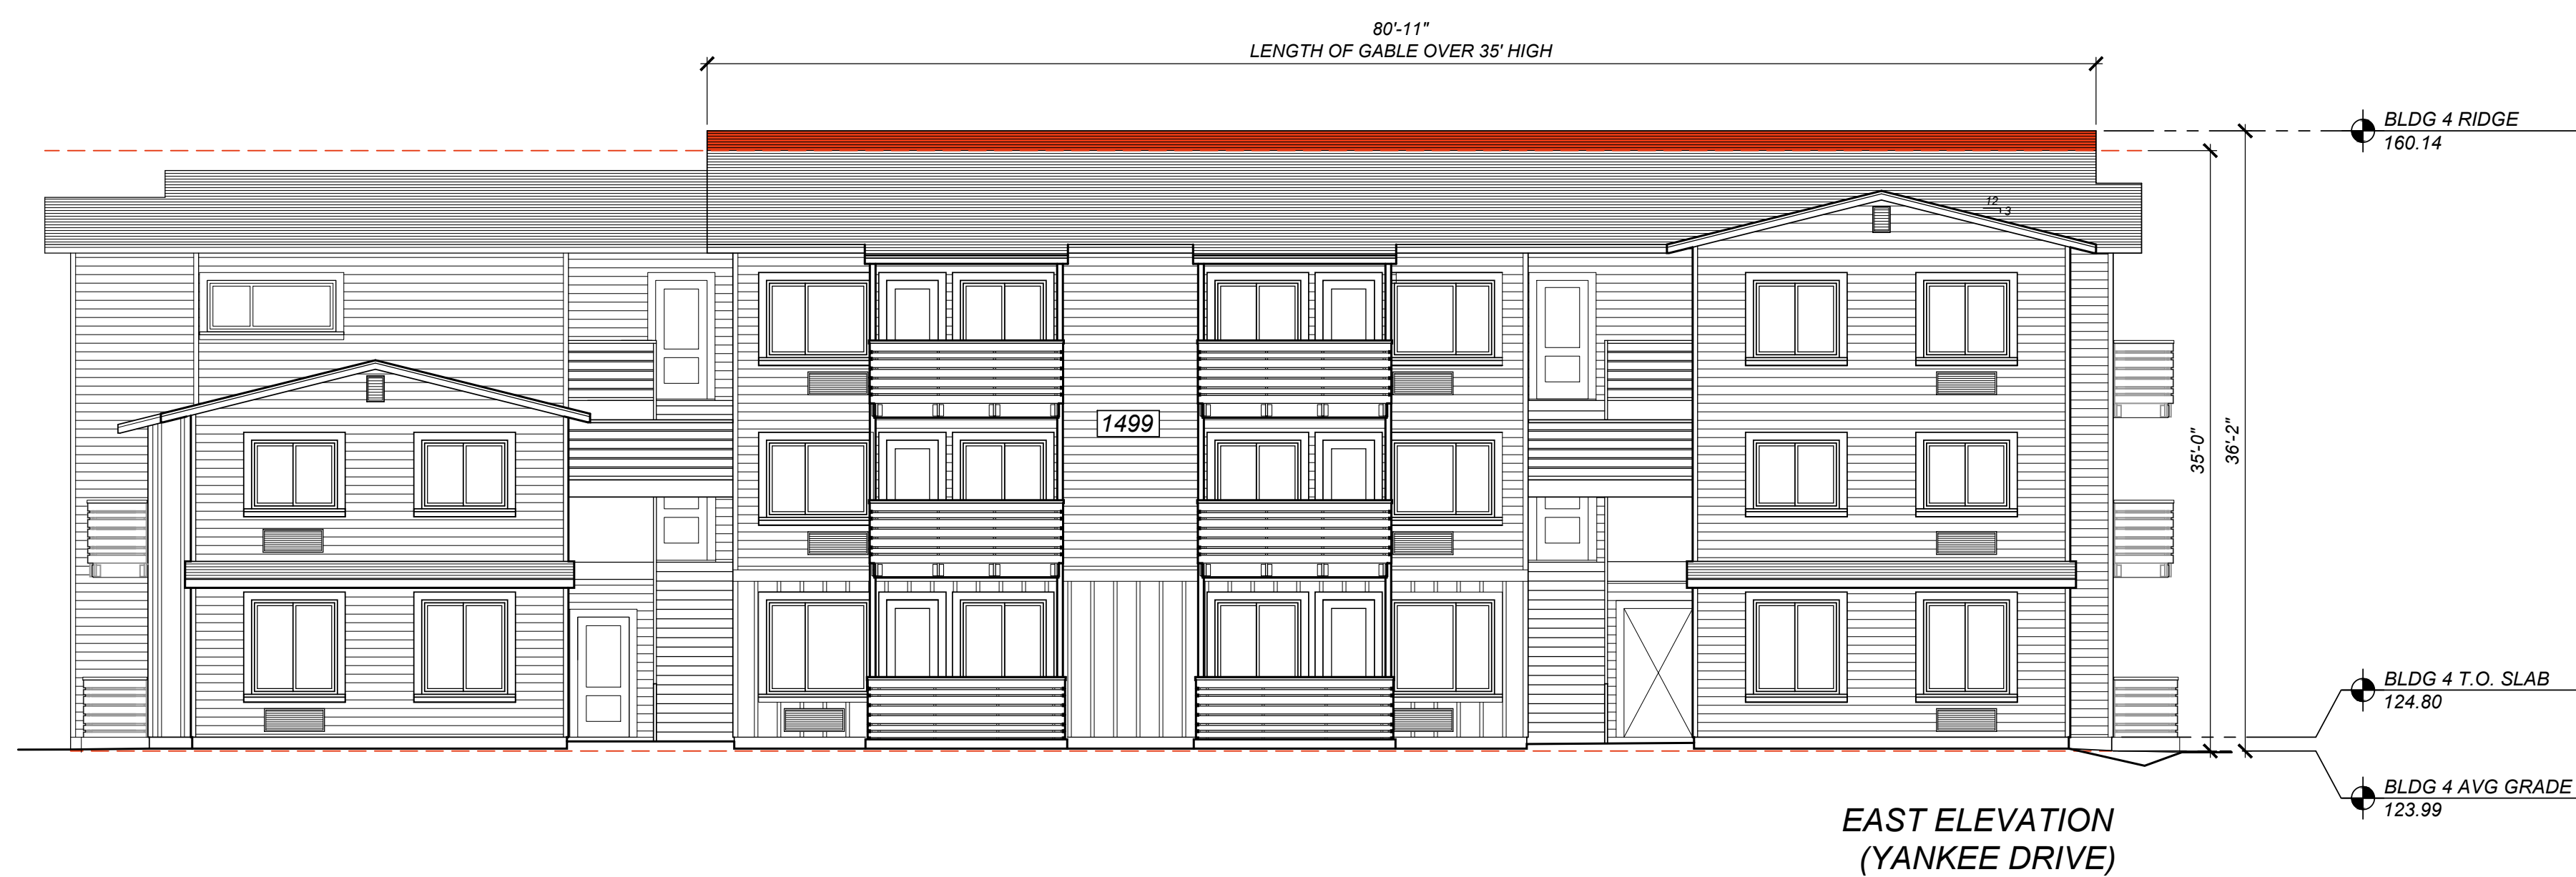 80'-11"
LENGTH OF GABLE OVER 35' HIGH
BLDG 4 RIDGE
160.14
12
3
1499
35'-0"
36'-2"
BLDG 4 T.O. SLAB
124.80
BLDG 4 AVG GRADE
123.99
EAST ELEVATION
(YANKEE DRIVE)